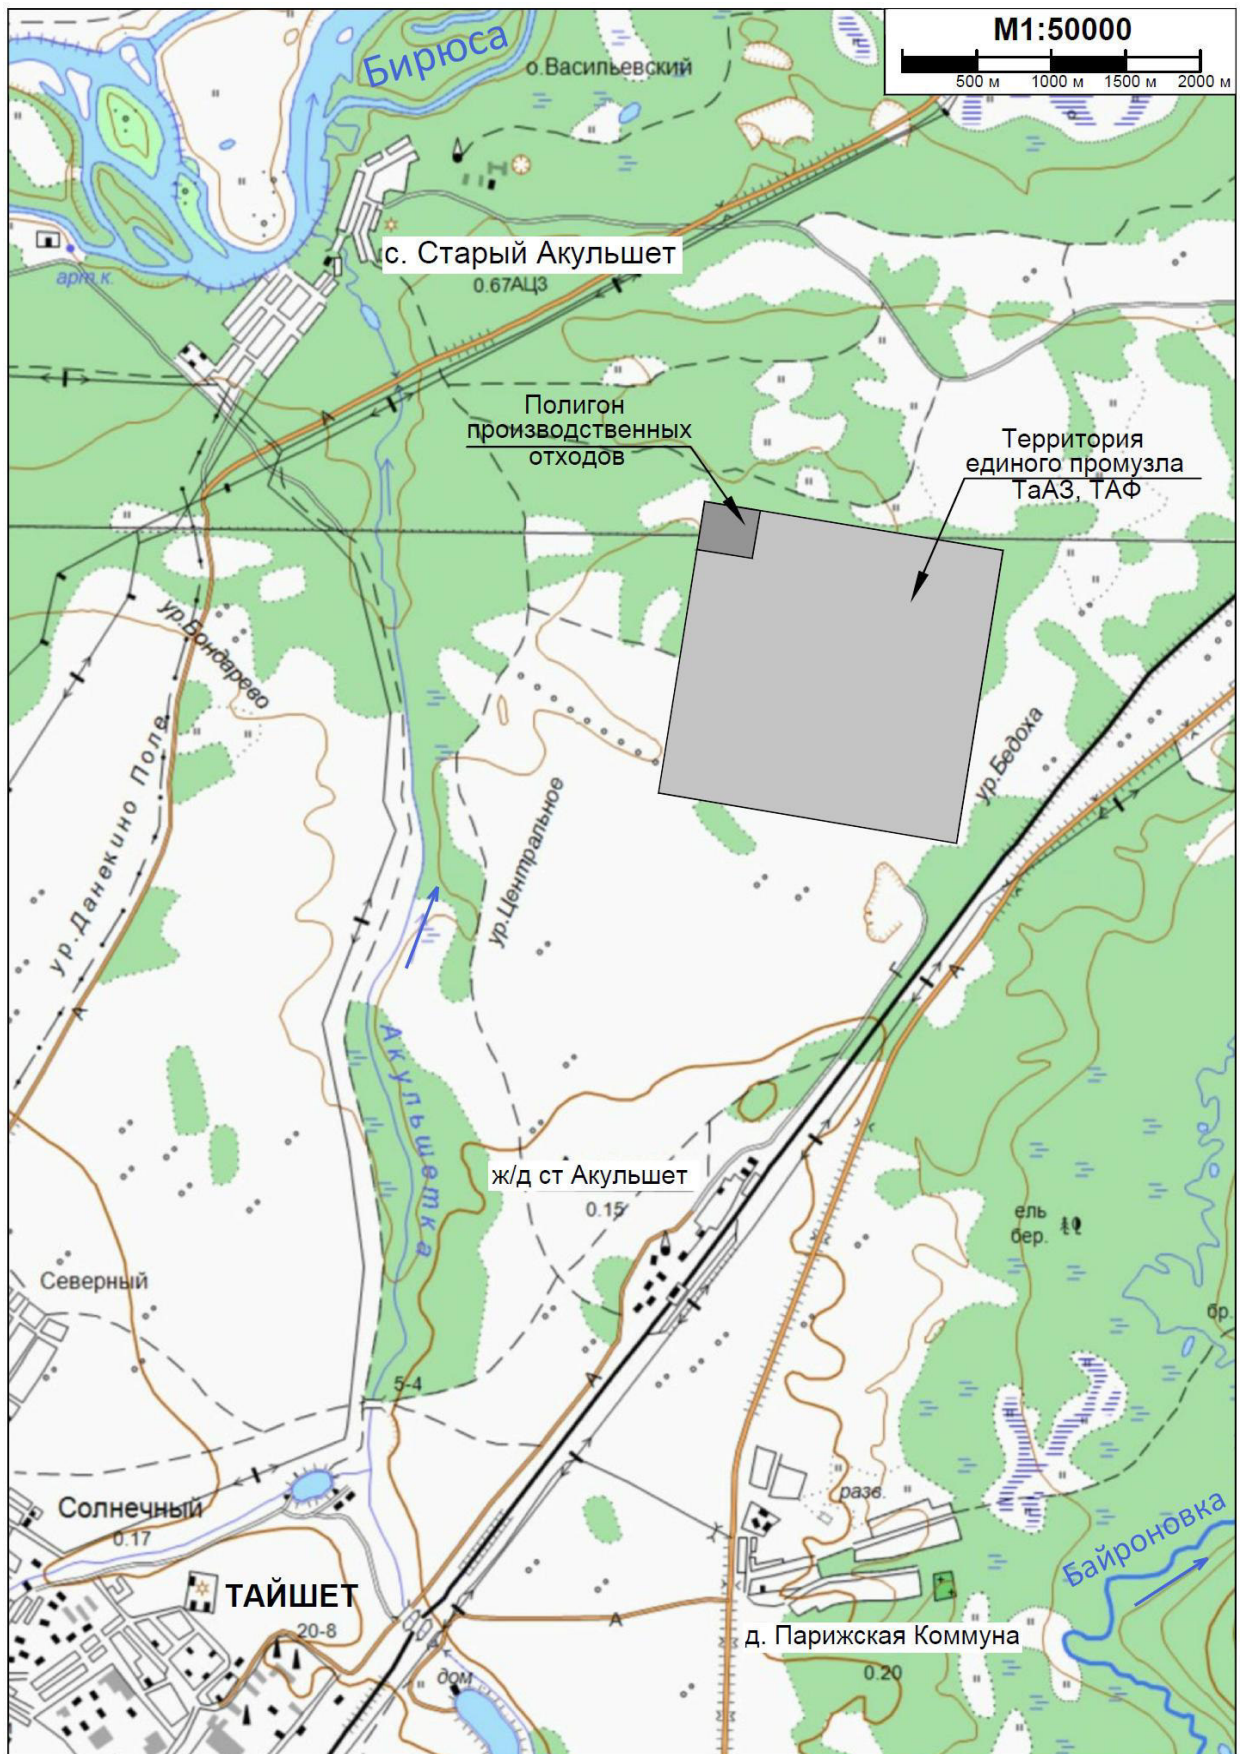 М1:50000
500 м 1000 м 1500 м 2000 м
Бирюса
о.Васильевский
с. Старый Акульшет
0.67АЦ3
арт.к.
А
Полигон
производственных
отходов
Территория
единого промузла
ТаАЗ, ТАФ
ур.Бондарево
ур.Данекино Поле
ур.Центральное
ур.Бедоха
А
Г
А
Акульшетка
ж/д ст Акульшет
0.15
ель
бер.
Северный
бр.
5-4
А
Солнечный
0.17
разв.
Байроновка
ТАЙШЕТ
20-8
А
д. Парижская Коммуна
0.20
дом